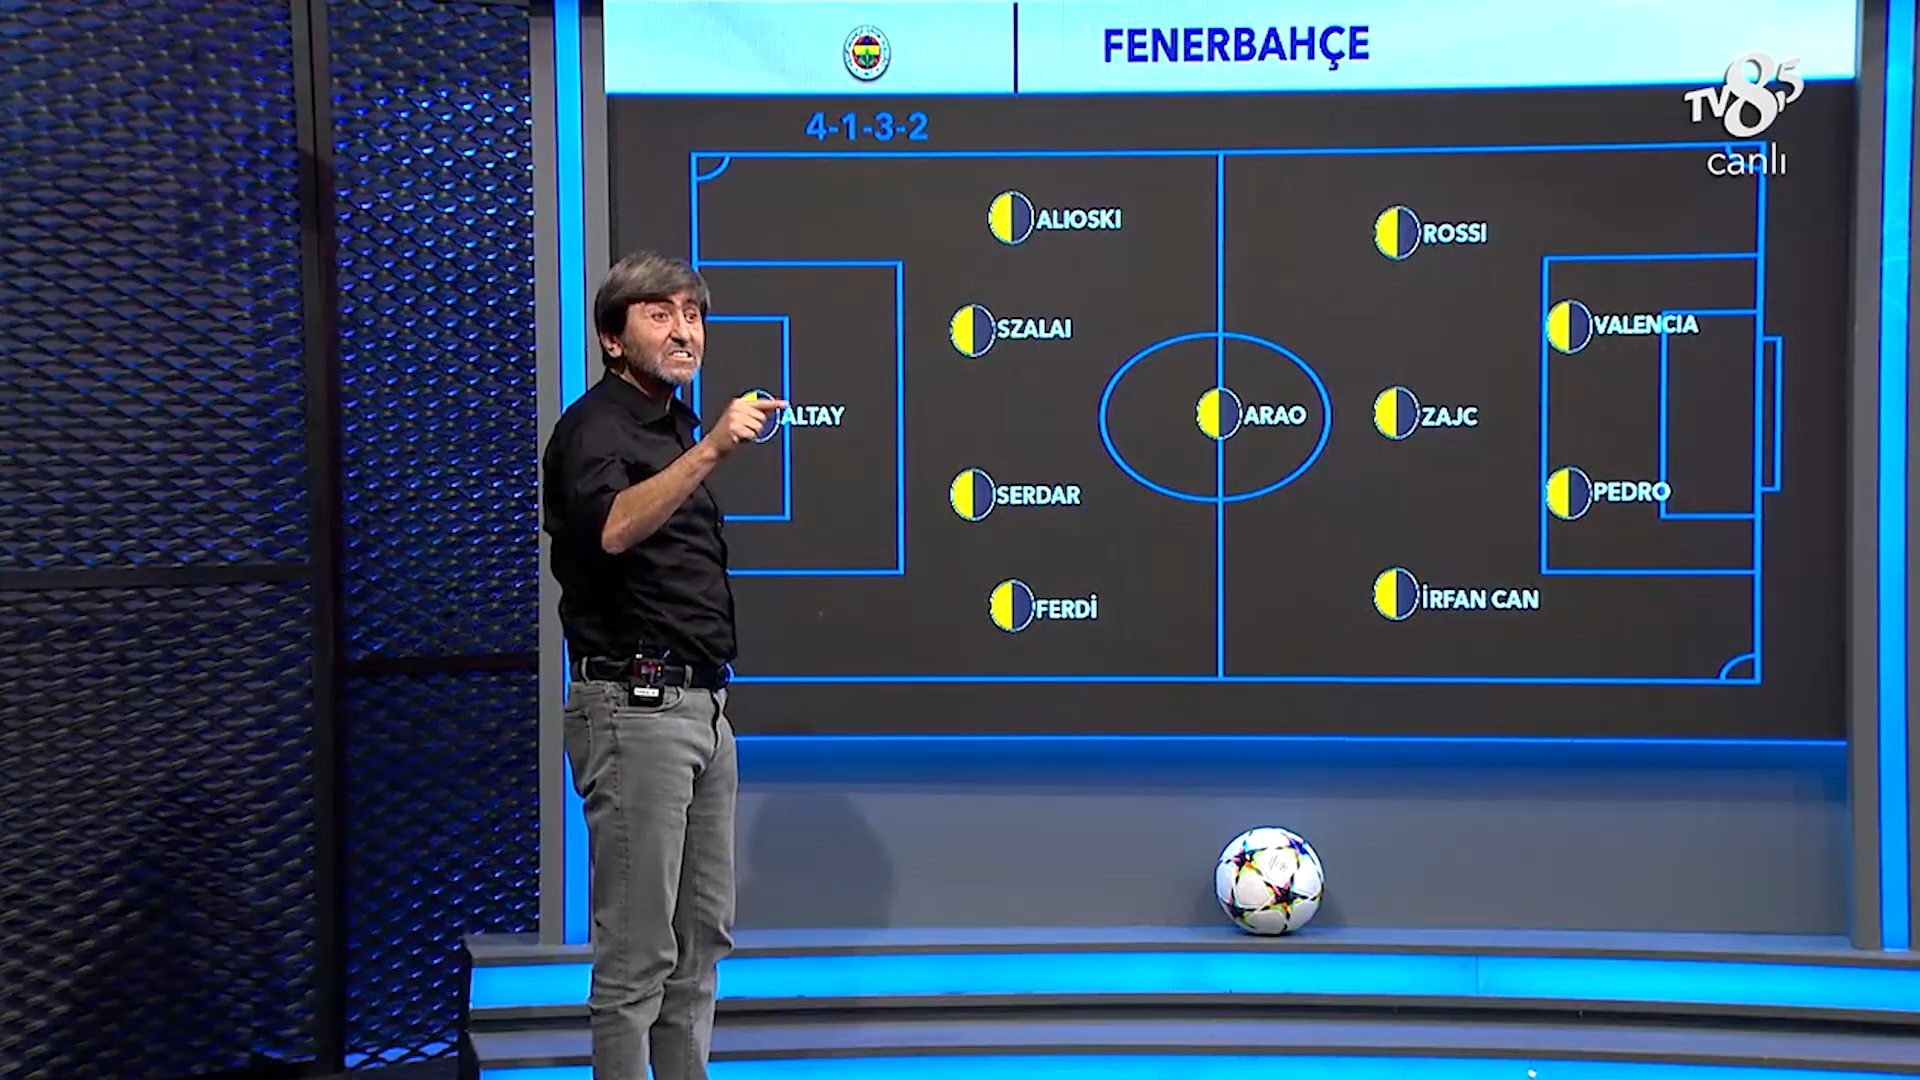 FENERBAHÇE
TV8,5
canlı
4-1-3-2
ALIOSKI
ROSSI
SZALAI
VALENCIA
ALTAY
ARAO
ZAJC
SERDAR
PEDRO
FERDİ
İRFAN CAN